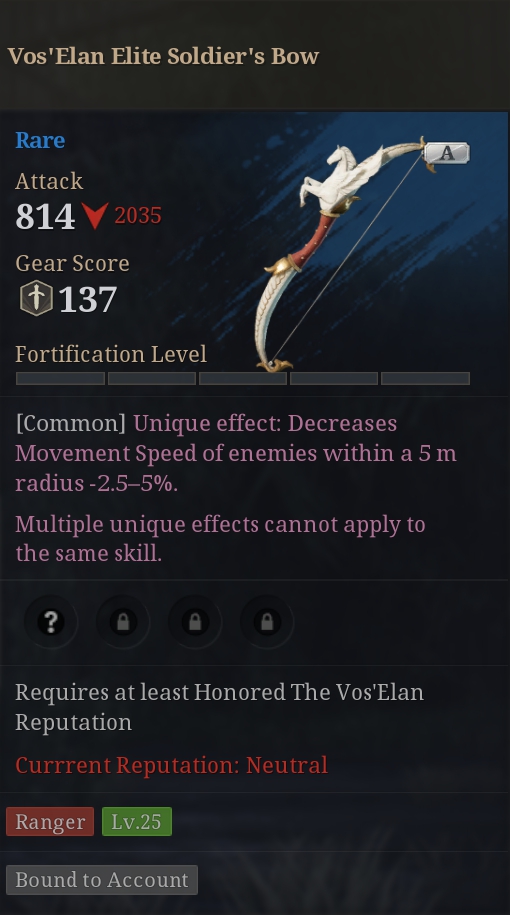 Vos'Elan Elite Soldier's Bow
Rare
A
Attack
814 2035
Gear Score
137
Fortification Level
[Common] Unique effect: Decreases
Movement Speed of enemies within a 5 m
radius -2.5–5%.
Multiple unique effects cannot apply to
the same skill.
?
Requires at least Honored The Vos'Elan
Reputation
Currrent Reputation: Neutral
Ranger Lv.25
Bound to Account